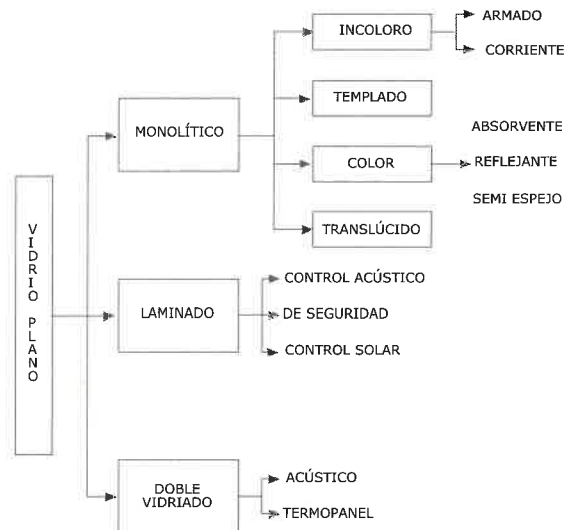 VIDRIO PLANO
MONOLÍTICO
INCOLORO
ARMADO
CORRIENTE
TEMPLADO
COLOR
ABSORVENTE
REFLEJANTE
SEMI ESPEJO
TRANSLÚCIDO
LAMINADO
CONTROL ACÚSTICO
DE SEGURIDAD
CONTROL SOLAR
DOBLE
VIDRIADO
ACÚSTICO
TERMOPANEL